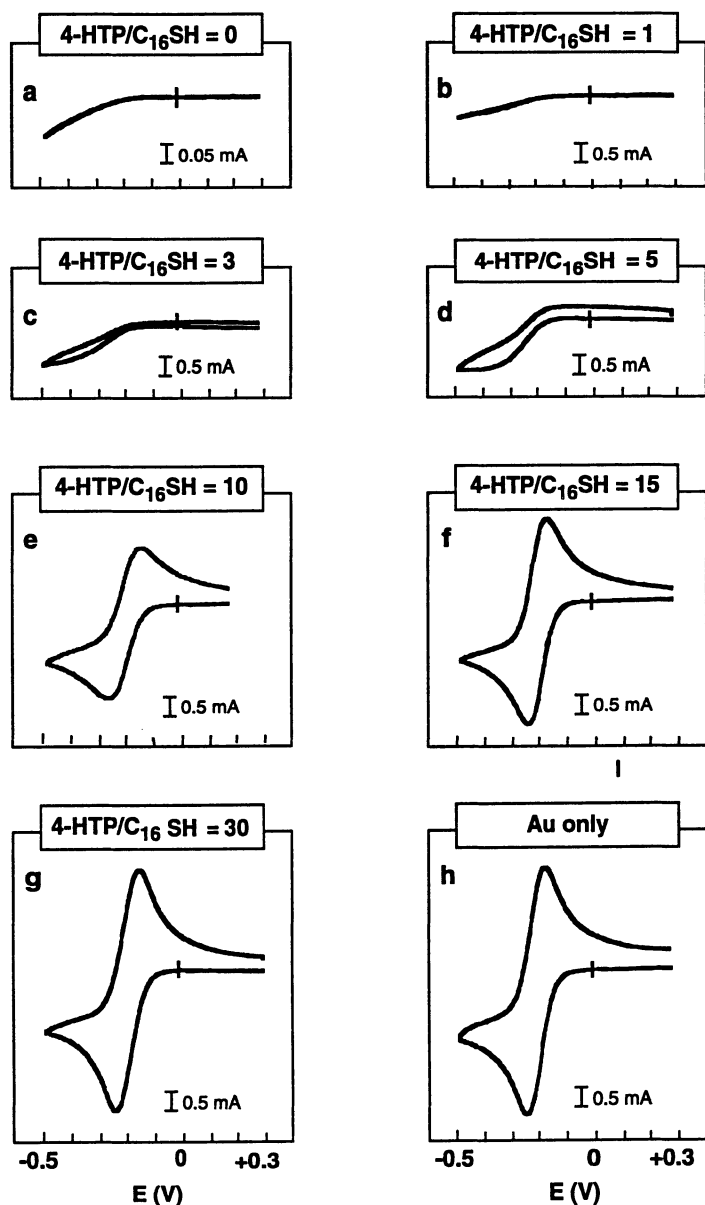 4-HTP/C16SH = 0
a
0.05 mA
4-HTP/C16SH = 1
b
0.5 mA
4-HTP/C16SH = 3
c
0.5 mA
4-HTP/C16SH = 5
d
0.5 mA
4-HTP/C16SH = 10
e
0.5 mA
4-HTP/C16SH = 15
f
0.5 mA
4-HTP/C16 SH = 30
g
0.5 mA
-0.5 0 +0.3
E (V)
Au only
h
0.5 mA
-0.5 0 +0.3
E (V)